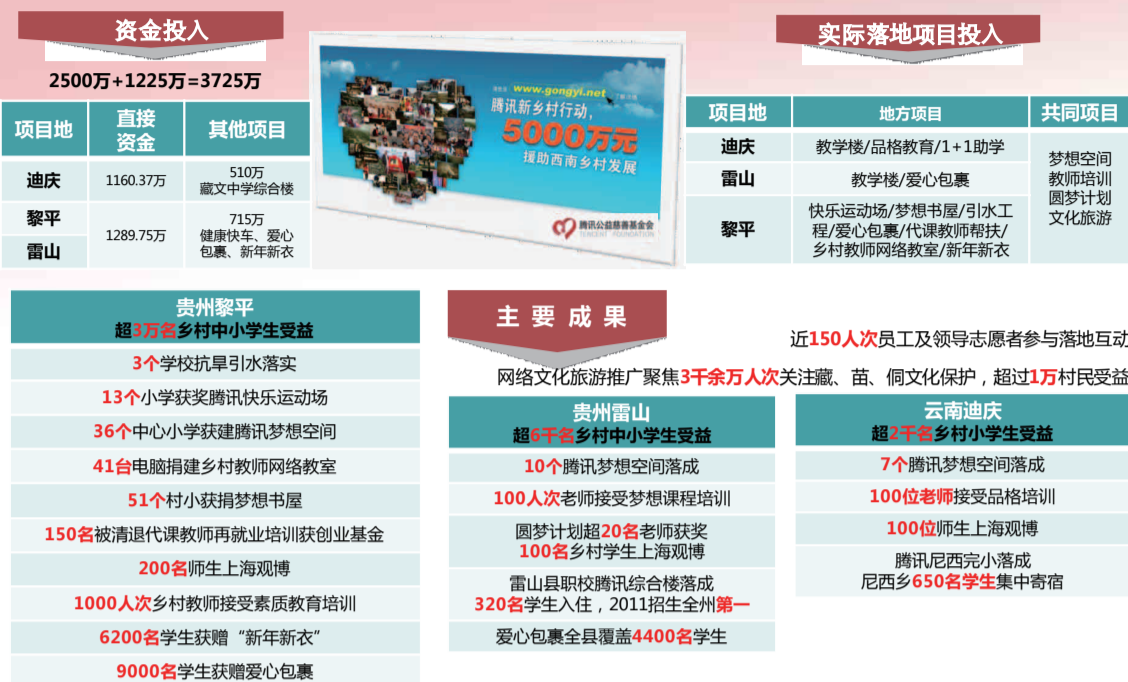 资金投入
2500万+1225万=3725万
项目地
直接
资金
其他项目
迪庆
1160.37万
510万
藏文中学综合楼
黎平
雷山
1289.75万
715万
健康快车、爱心
包裹、新年新衣
www.gongyi.net
腾讯新乡村行动,
5000万元
援助西南乡村发展
腾讯公益慈善基金会
TENCENT FOUNDATION
实际落地项目投入
项目地
地方项目
共同项目
迪庆
教学楼/品格教育/1+1助学
雷山
教学楼/爱心包裹
黎平
快乐运动场/梦想书屋/引水工
程/爱心包裹/代课教师帮扶/
乡村教师网络教室/新年新衣
梦想空间
教师培训
圆梦计划
文化旅游
贵州黎平
超3万名乡村中小学生受益
3个学校抗旱引水落实
13个小学获奖腾讯快乐运动场
36个中心小学获建腾讯梦想空间
41台电脑捐建乡村教师网络教室
51个村小获捐梦想书屋
150名被清退代课教师再就业培训获创业基金
200名师生上海观博
1000人次乡村教师接受素质教育培训
6200名学生获赠“新年新衣”
9000名学生获赠爱心包裹
主要成果
近150人次员工及领导志愿者参与落地互动
网络文化旅游推广聚焦3千余万人次关注藏、苗、侗文化保护，超过1万村民受益
贵州雷山
超6千名乡村中小学生受益
10个腾讯梦想空间落成
100人次老师接受梦想课程培训
圆梦计划超20名老师获奖
100名乡村学生上海观博
雷山县职校腾讯综合楼落成
320名学生入住，2011招生全州第一
爱心包裹全县覆盖4400名学生
云南迪庆
超2千名乡村小学生受益
7个腾讯梦想空间落成
100位老师接受品格培训
100位师生上海观博
腾讯尼西完小落成
尼西乡650名学生集中寄宿